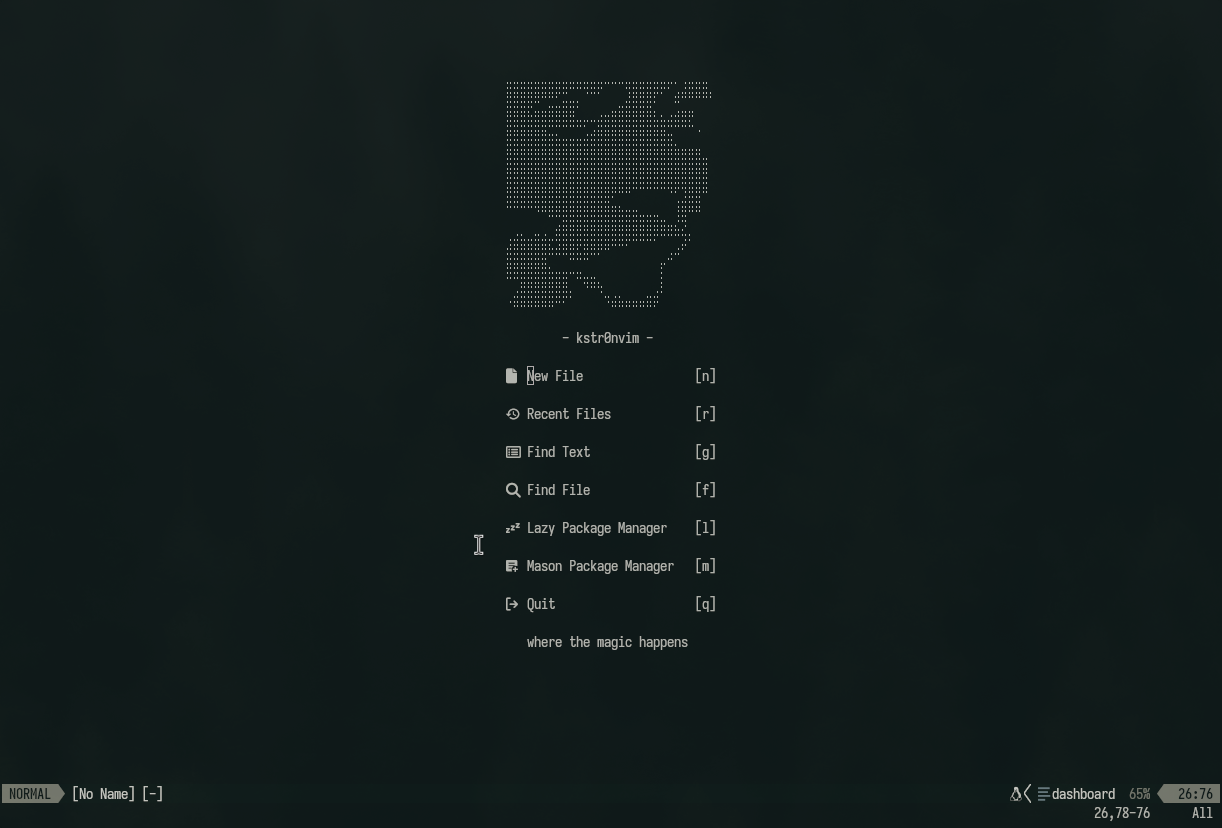 - kstr0nvim -
New File [n]
Recent Files [r]
Find Text [g]
Find File [f]
zzz Lazy Package Manager [l]
Mason Package Manager [m]
Quit [q]
where the magic happens
NORMAL [No Name] [-] dashboard 65% 26:76
26,78-76 All